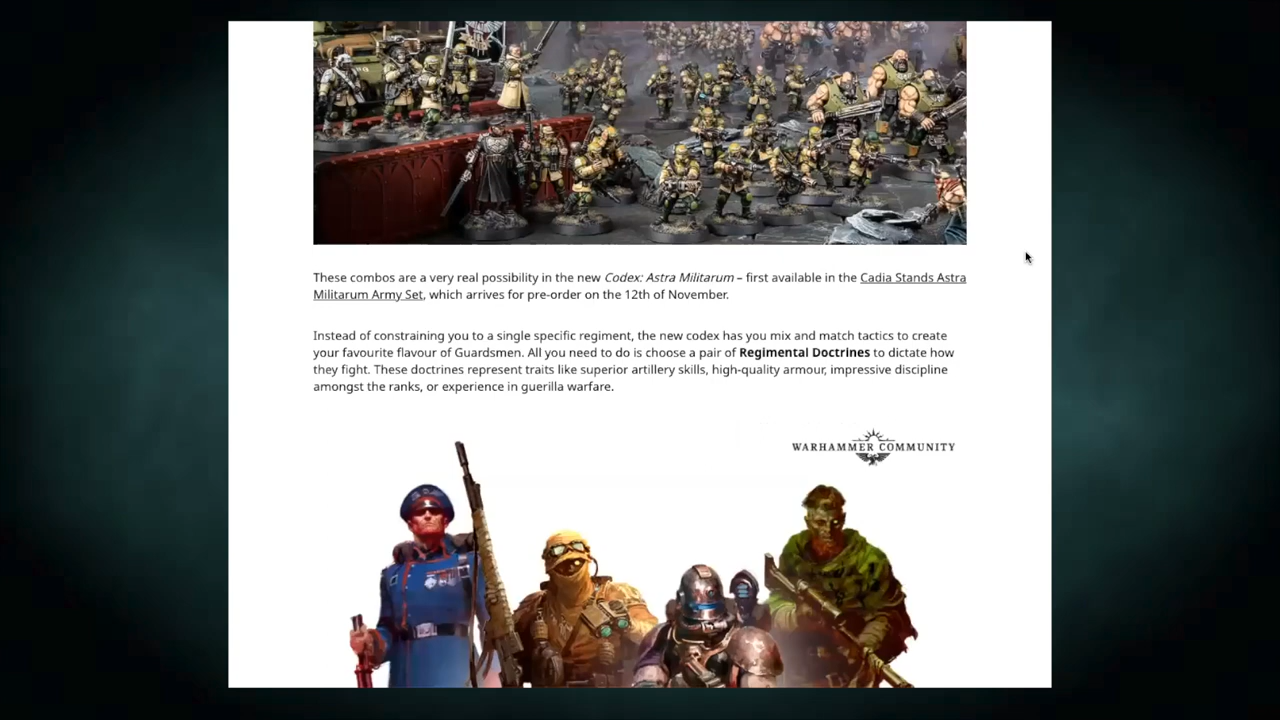 These combos are a very real possibility in the new Codex: Astra Militarum – first available in the Cadia Stands Astra
Militarum Army Set, which arrives for pre-order on the 12th of November.
Instead of constraining you to a single specific regiment, the new codex has you mix and match tactics to create
your favourite flavour of Guardsmen. All you need to do is choose a pair of Regimental Doctrines to dictate how
they fight. These doctrines represent traits like superior artillery skills, high-quality armour, impressive discipline
amongst the ranks, or experience in guerilla warfare.
WARHAMMER COMMUNITY